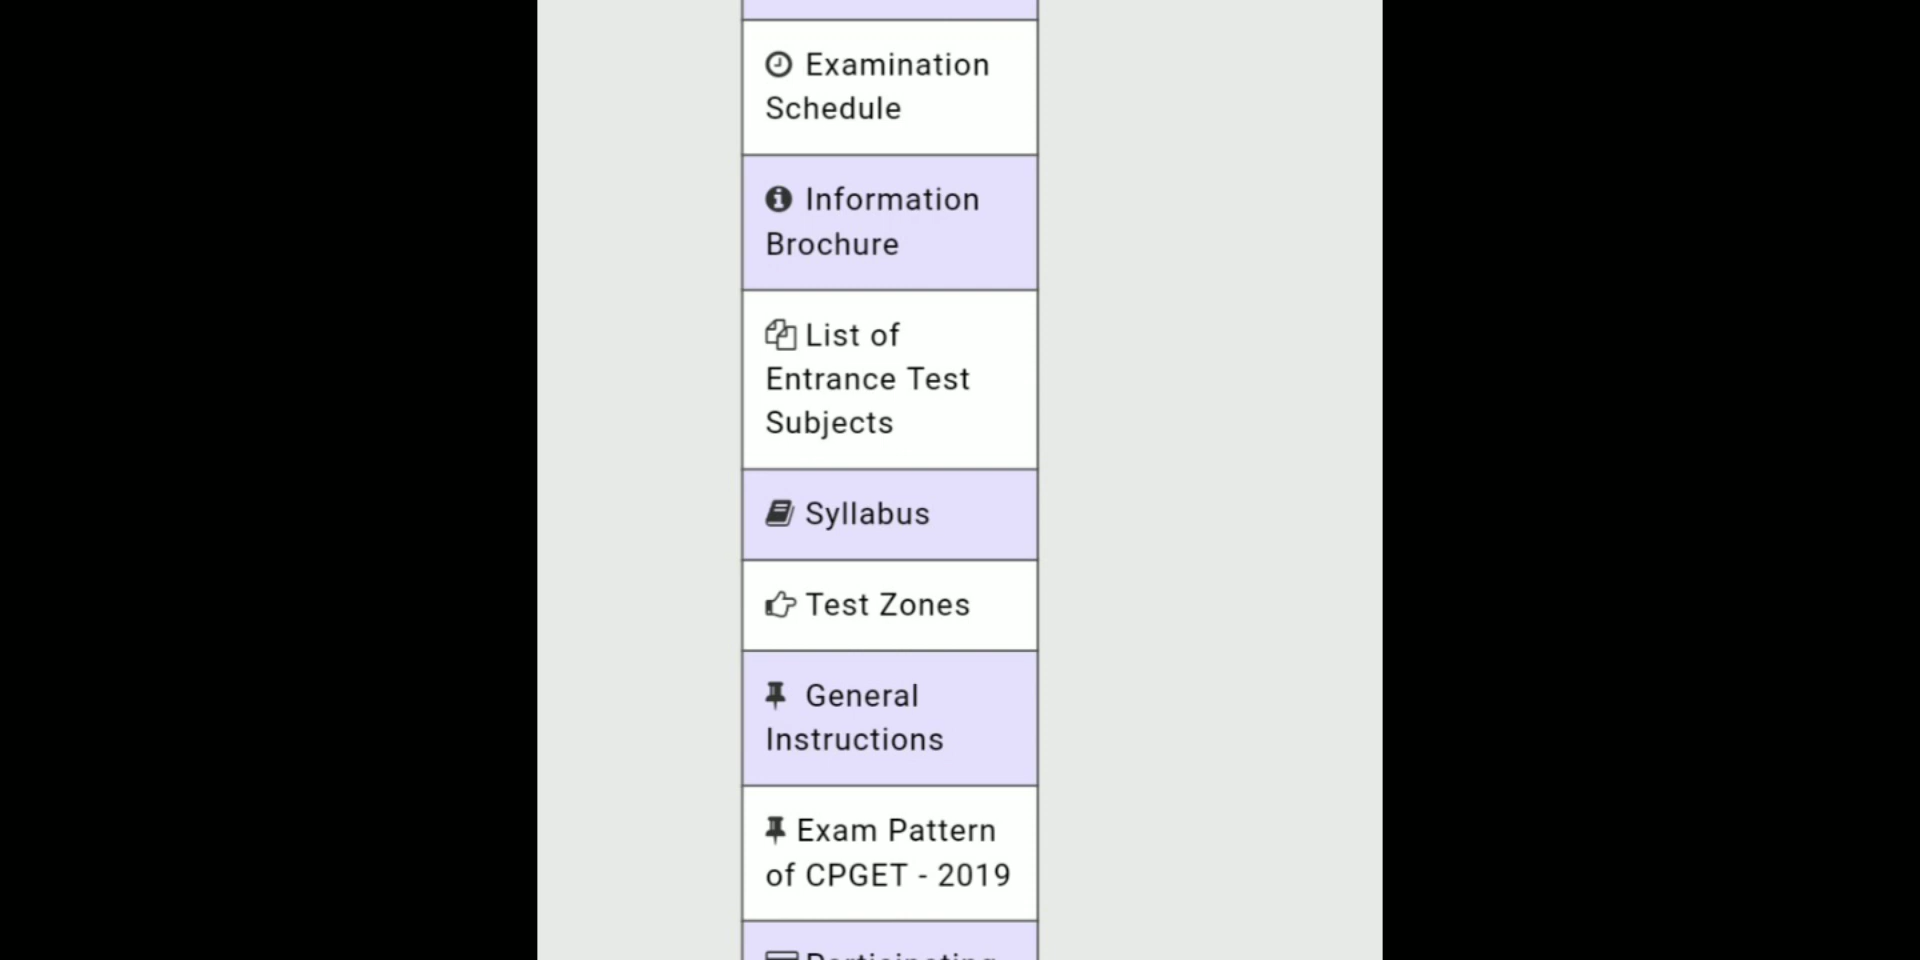 Examination
Schedule
Information
Brochure
List of
Entrance Test
Subjects
Syllabus
Test Zones
General
Instructions
Exam Pattern
of CPGET - 2019
Participating